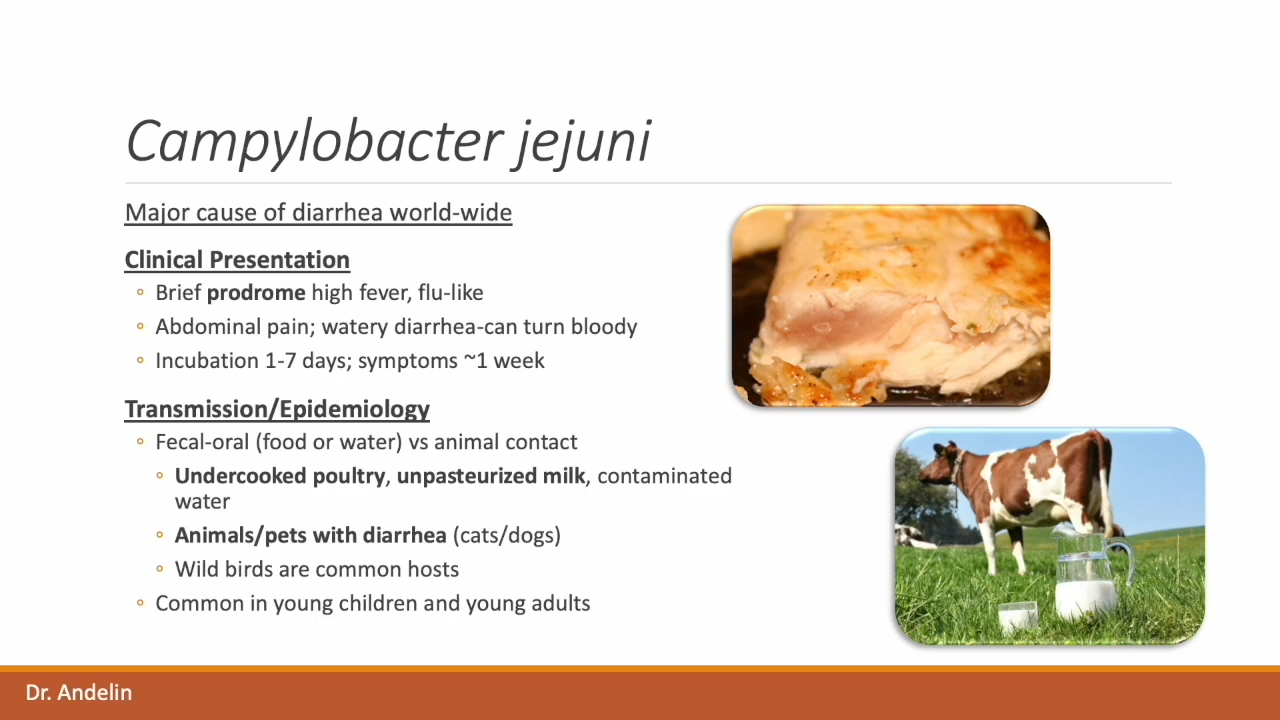 Campylobacter jejuni
Major cause of diarrhea world-wide
Clinical Presentation
◦ Brief prodrome high fever, flu-like
◦ Abdominal pain; watery diarrhea-can turn bloody
◦ Incubation 1-7 days; symptoms ~1 week
Transmission/Epidemiology
◦ Fecal-oral (food or water) vs animal contact
◦ Undercooked poultry, unpasteurized milk, contaminated
water
◦ Animals/pets with diarrhea (cats/dogs)
◦ Wild birds are common hosts
◦ Common in young children and young adults
Dr. Andelin